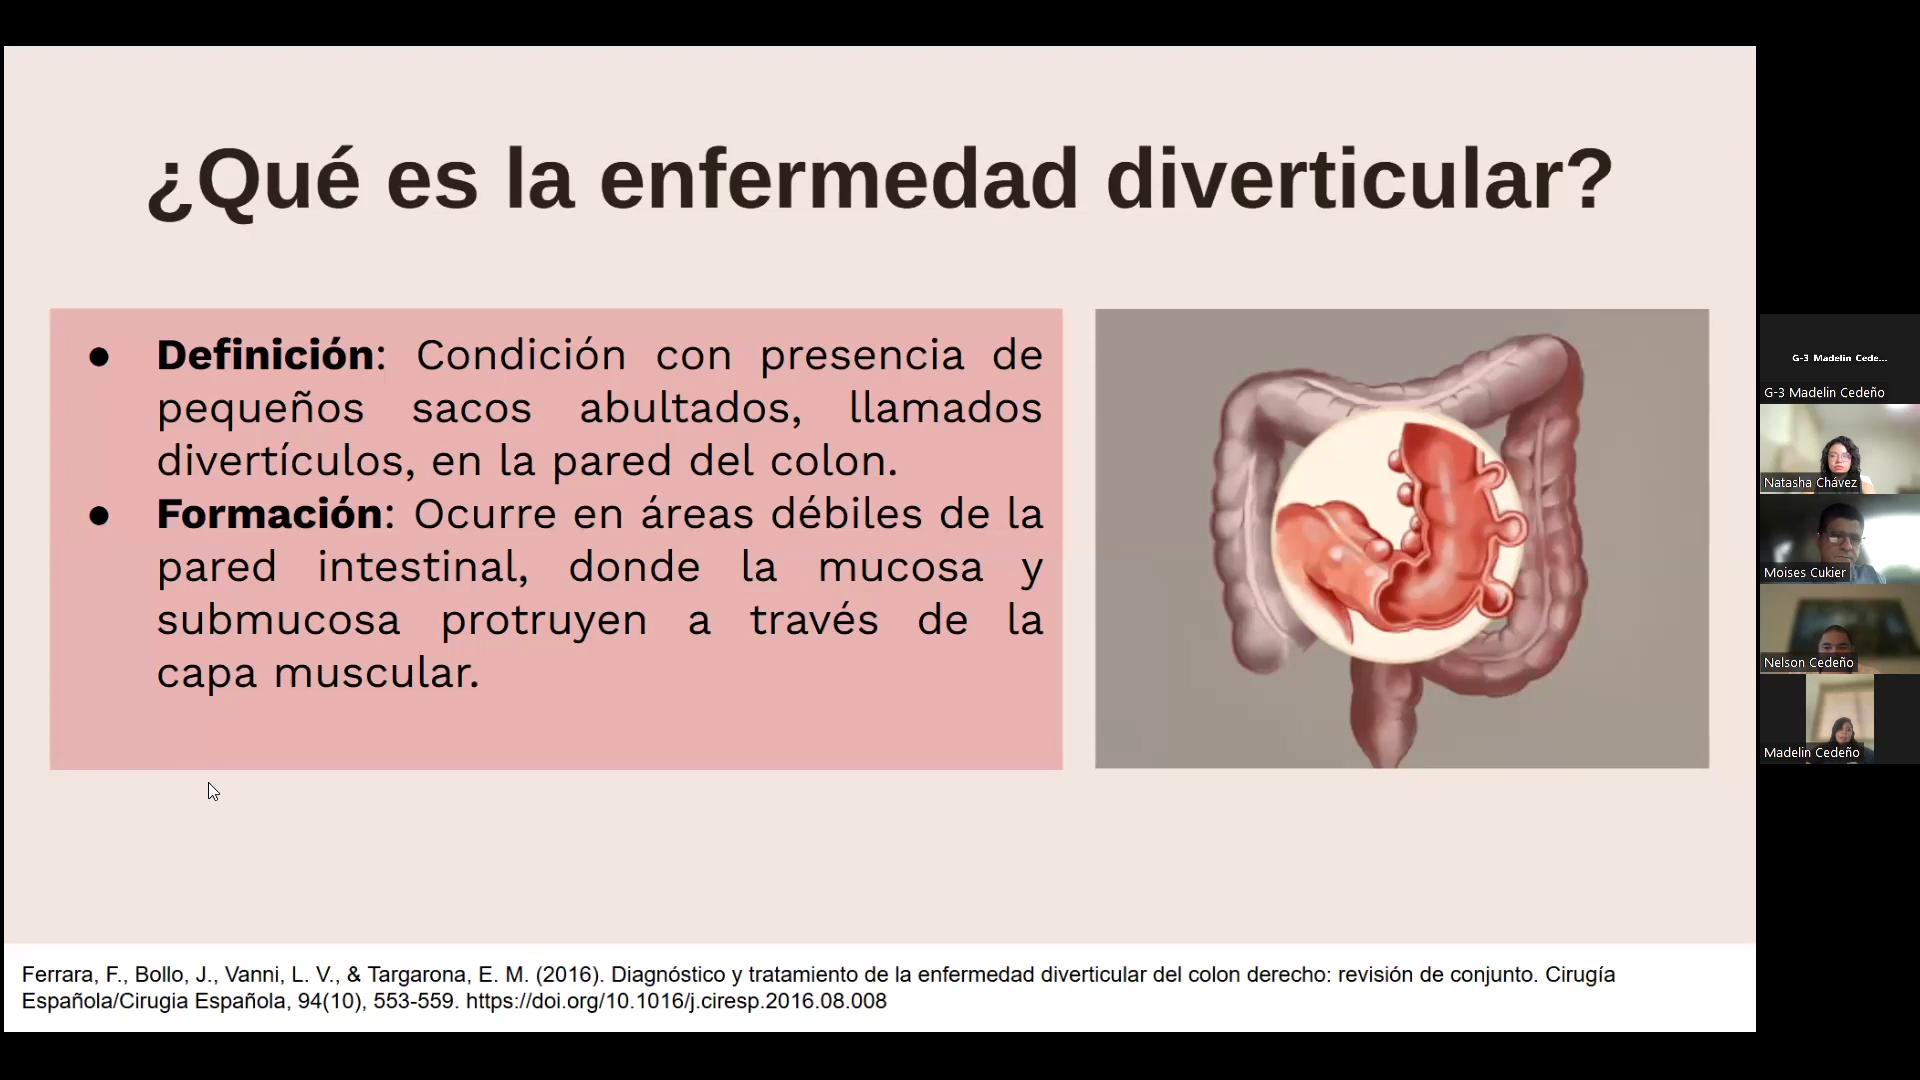 ¿Qué es la enfermedad diverticular?
● Definición: Condición con presencia de
pequeños sacos abultados, llamados
divertículos, en la pared del colon.
● Formación: Ocurre en áreas débiles de la
pared intestinal, donde la mucosa y
submucosa protruyen a través de la
capa muscular.
Ferrara, F., Bollo, J., Vanni, L. V., & Targarona, E. M. (2016). Diagnóstico y tratamiento de la enfermedad diverticular del colon derecho: revisión de conjunto. Cirugía
Española/Cirugia Española, 94(10), 553-559. https://doi.org/10.1016/j.ciresp.2016.08.008
G-3 Madelin Cede...
G-3 Madelin Cedeño
Natasha Chávez
Moises Cukier
Nelson Cedeño
Madelin Cedeño